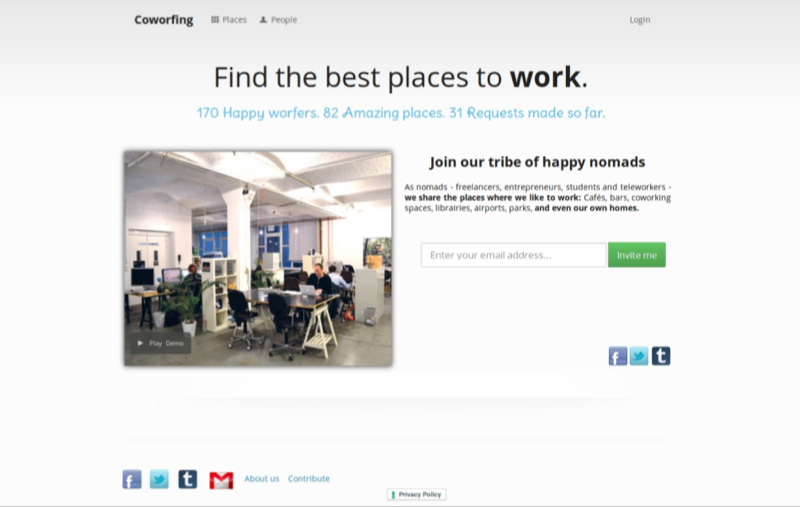 Coworfing Places People Login
Find the best places to work.
170 Happy worfers. 82 Amazing places. 31 Requests made so far.
Join our tribe of happy nomads
As nomads - freelancers, entrepreneurs, students and teleworkers -
we share the places where we like to work: Cafés, bars, coworking
spaces, librairies, airports, parks, and even our own homes.
Enter your email address... Invite me
Play Demo
About us Contribute
Privacy Policy